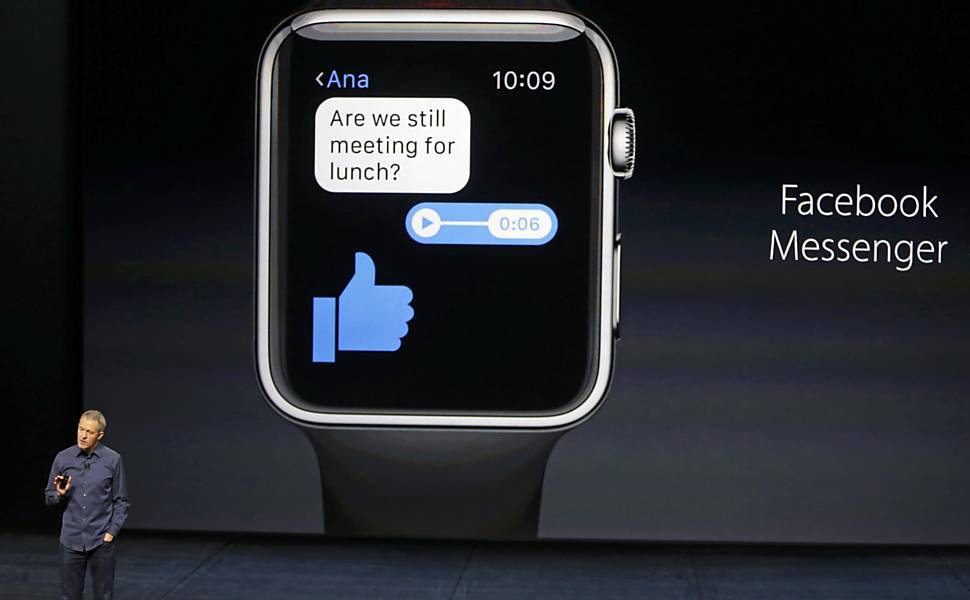 <Ana 10:09
Are we still
meeting for
lunch?
0:06
Facebook
Messenger